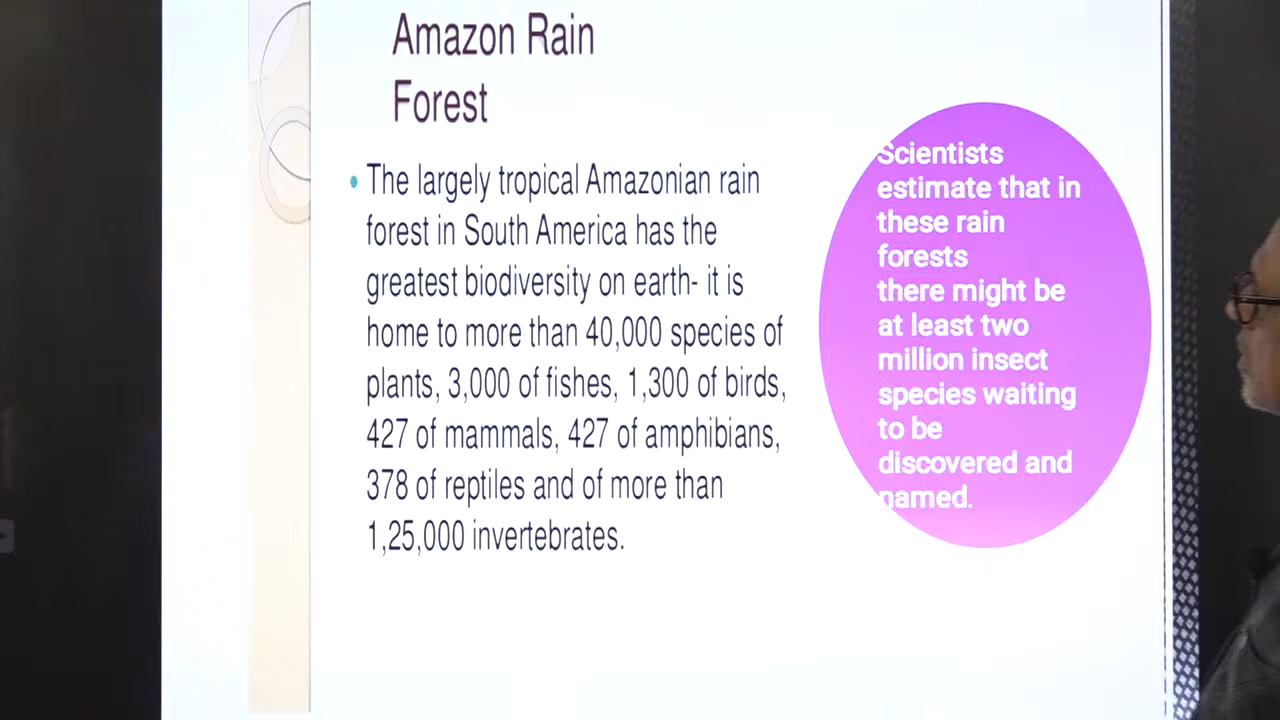 Amazon Rain
Forest
• The largely tropical Amazonian rain
forest in South America has the
greatest biodiversity on earth- it is
home to more than 40,000 species of
plants, 3,000 of fishes, 1,300 of birds,
427 of mammals, 427 of amphibians,
378 of reptiles and of more than
1,25,000 invertebrates.
Scientists
estimate that in
these rain
forests
there might be
at least two
million insect
species waiting
to be
discovered and
named.